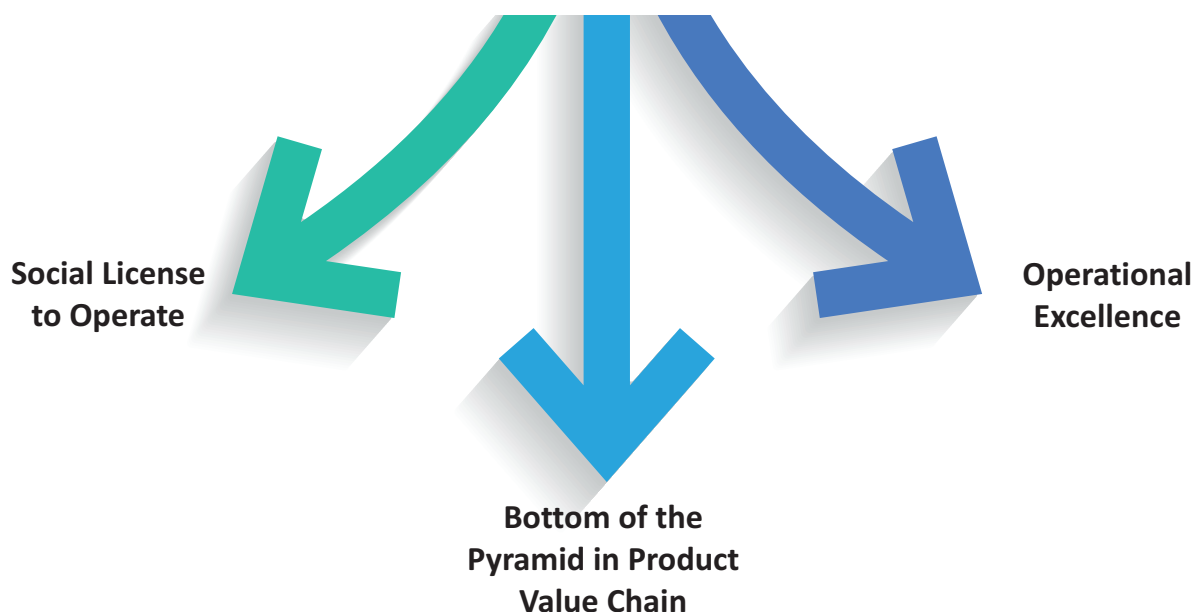 Social License
to Operate
Operational
Excellence
Bottom of the
Pyramid in Product
Value Chain